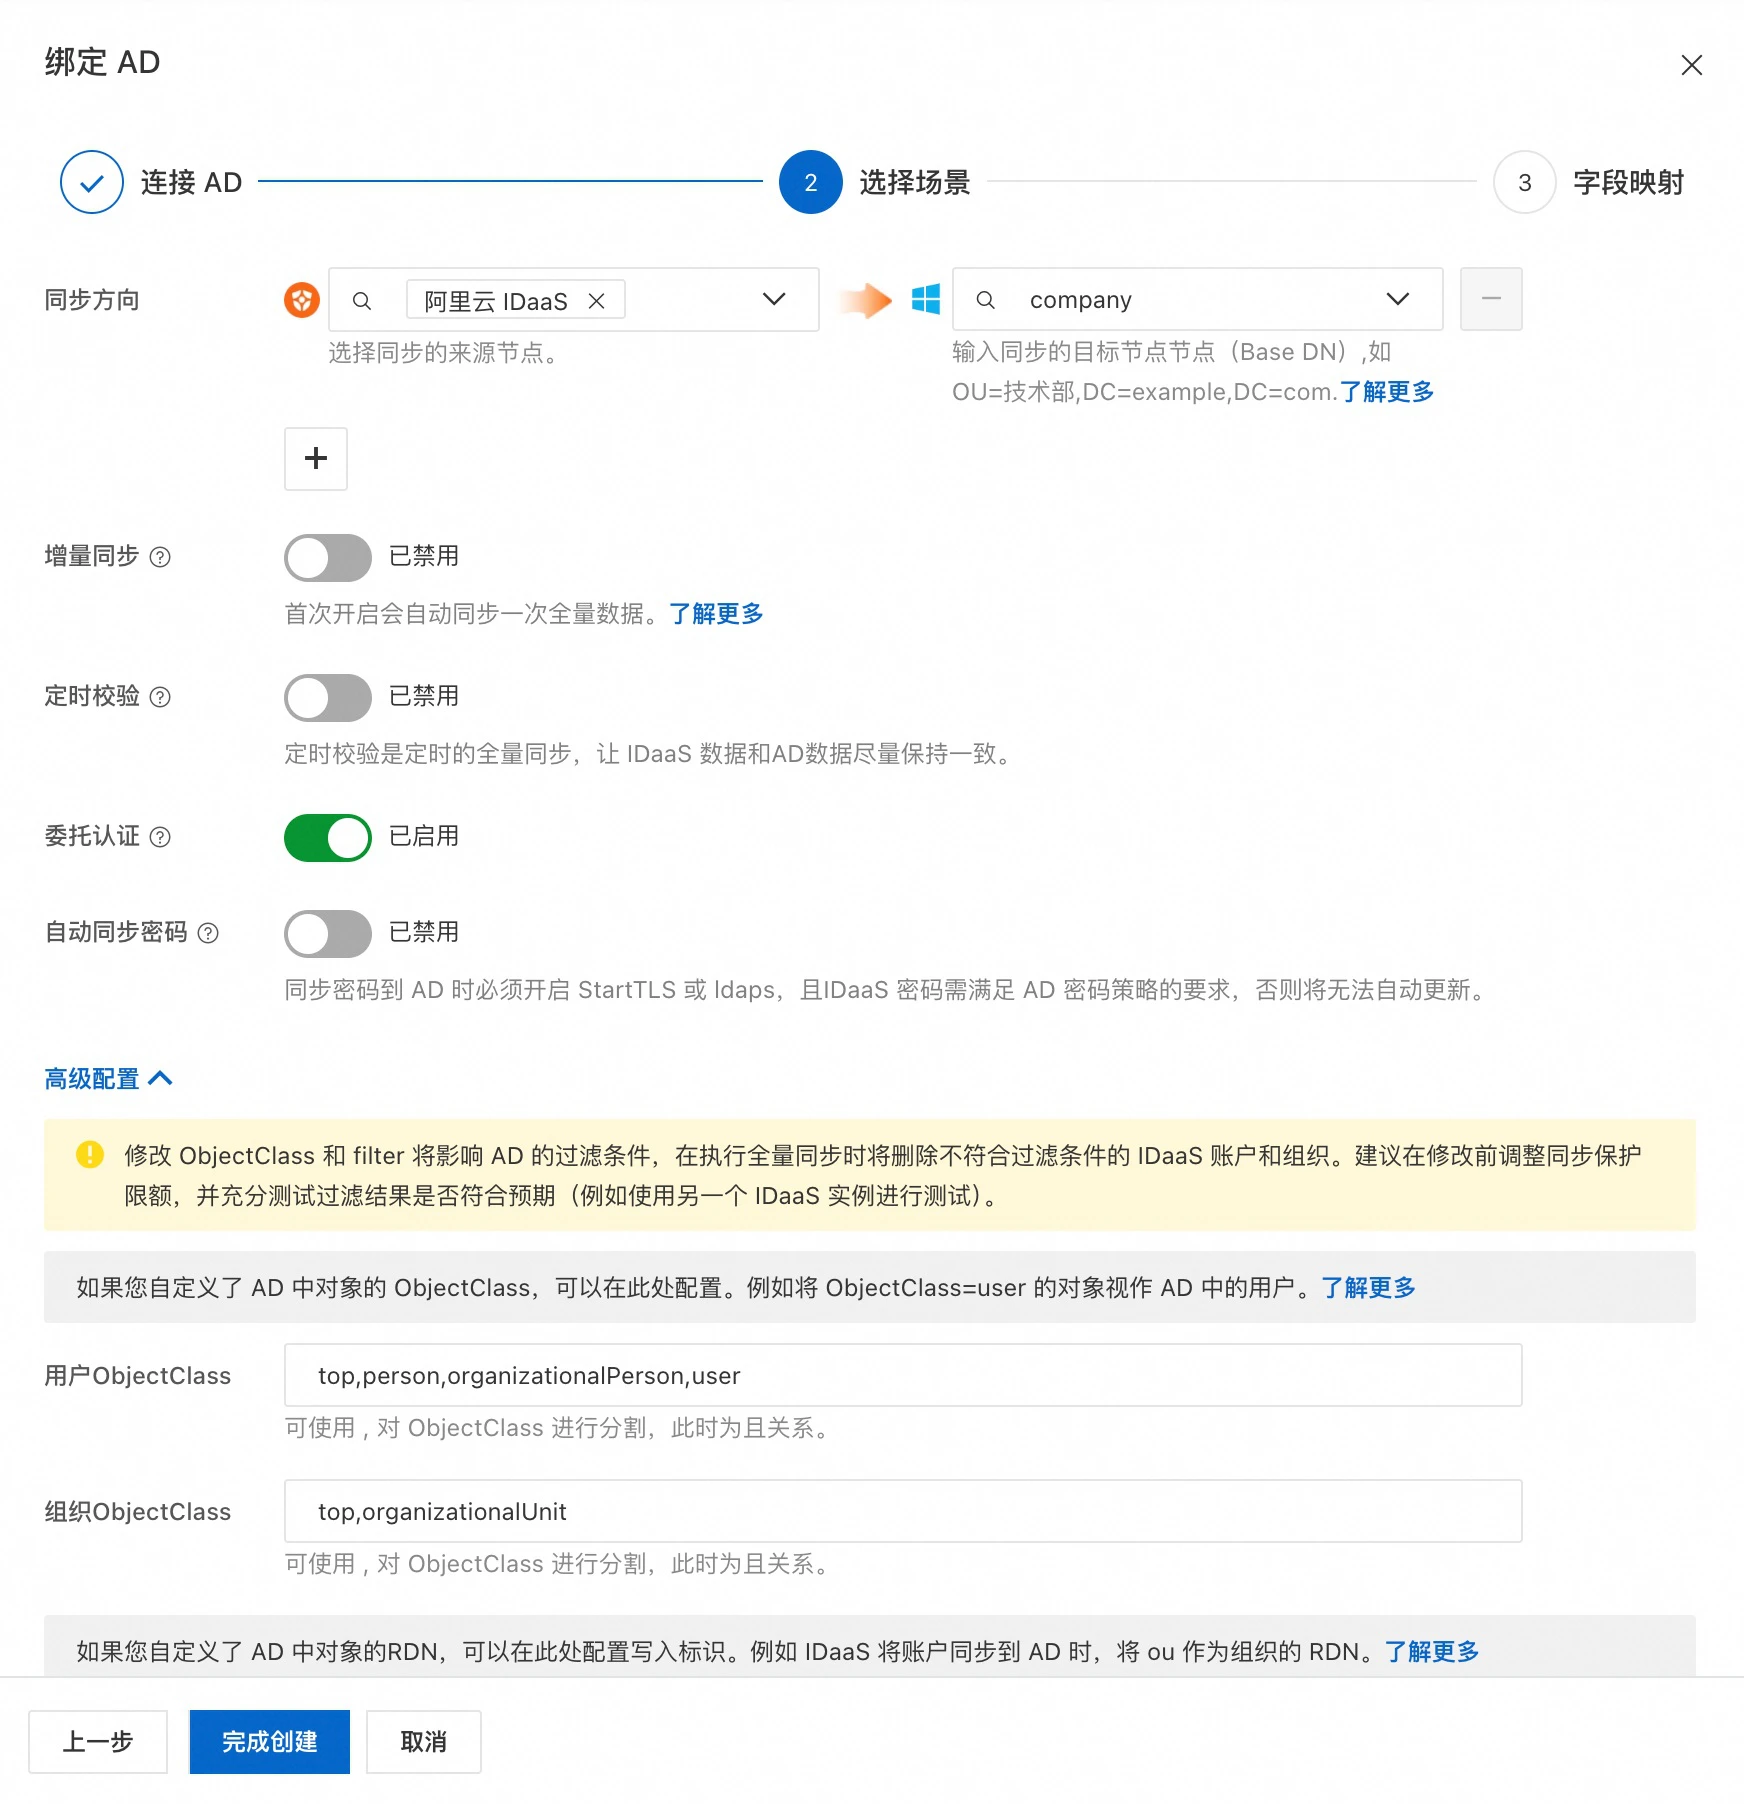 绑定 AD
连接 AD
2 选择场景
3 字段映射
同步方向
阿里云 IDaaS
company
选择同步的来源节点。
输入同步的目标节点节点（Base DN）,如
OU=技术部,DC=example,DC=com.了解更多
增量同步
已禁用
首次开启会自动同步一次全量数据。了解更多
定时校验
已禁用
定时校验是定时的全量同步，让 IDaaS 数据和AD数据尽量保持一致。
委托认证
已启用
自动同步密码
已禁用
同步密码到 AD 时必须开启 StartTLS 或 ldaps，且IDaaS 密码需满足 AD 密码策略的要求，否则将无法自动更新。
高级配置
修改 ObjectClass 和 filter 将影响 AD 的过滤条件，在执行全量同步时将删除不符合过滤条件的 IDaaS 账户和组织。建议在修改前调整同步保护
限额，并充分测试过滤结果是否符合预期（例如使用另一个 IDaaS 实例进行测试）。
如果您自定义了 AD 中对象的 ObjectClass，可以在此处配置。例如将 ObjectClass=user 的对象视作 AD 中的用户。了解更多
用户ObjectClass
top,person,organizationalPerson,user
可使用 , 对 ObjectClass 进行分割，此时为且关系。
组织ObjectClass
top,organizationalUnit
可使用 , 对 ObjectClass 进行分割，此时为且关系。
如果您自定义了 AD 中对象的RDN，可以在此处配置写入标识。例如 IDaaS 将账户同步到 AD 时，将 ou 作为组织的 RDN。了解更多
上一步
完成创建
取消